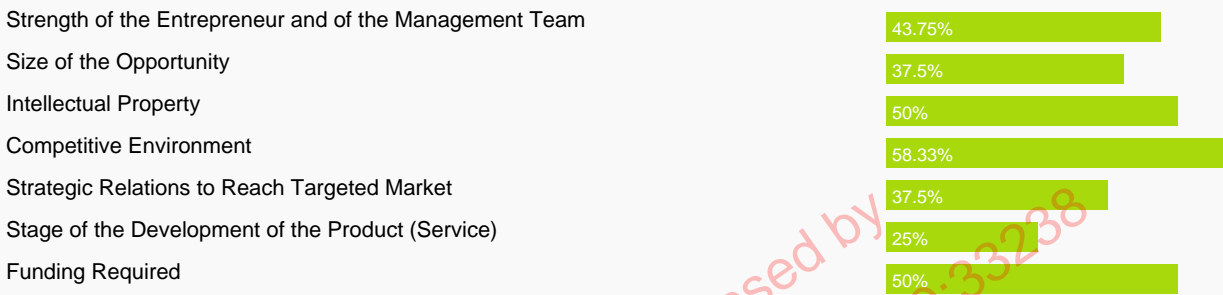 Strength of the Entrepreneur and of the Management Team 43.75%
Size of the Opportunity 37.5%
Intellectual Property 50%
Competitive Environment 58.33%
Strategic Relations to Reach Targeted Market 37.5%
Stage of the Development of the Product (Service) 25%
Funding Required 50%
33238